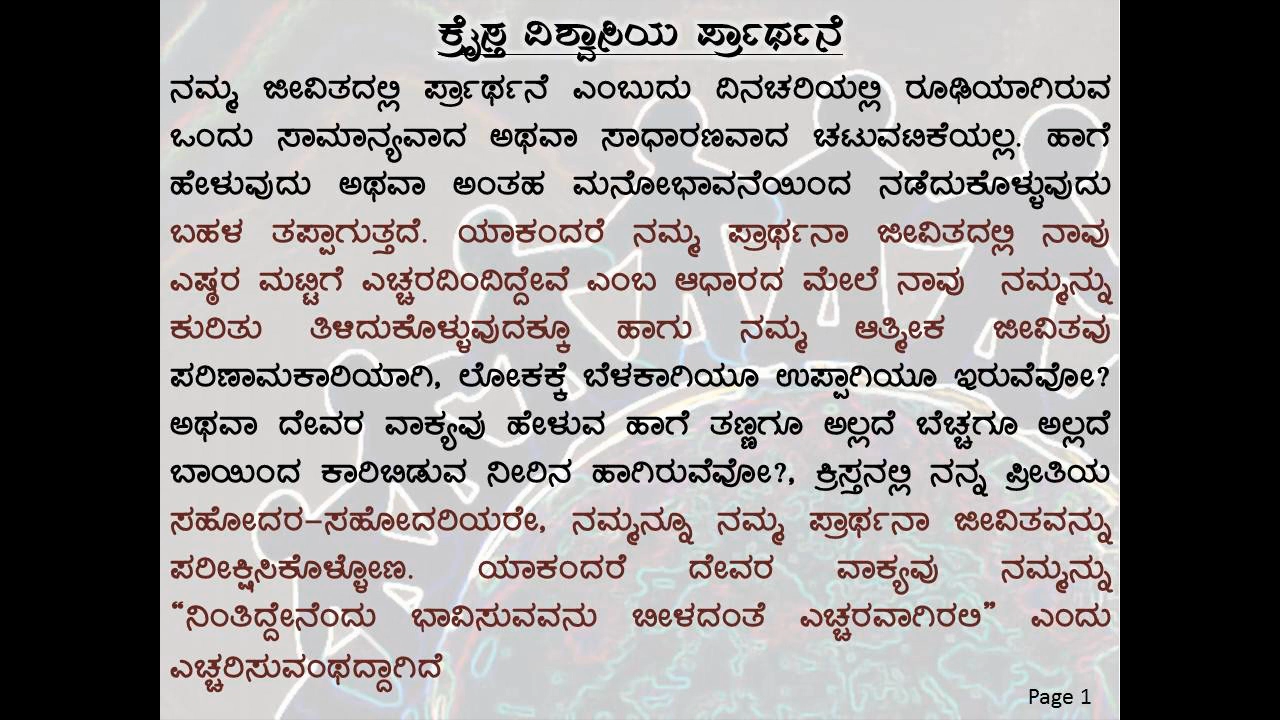 ಕ್ರೈಸ್ತ ವಿಶ್ವಾಸಿಯ ಪ್ರಾರ್ಥನೆ
ನಮ್ಮ ಜೀವಿತದಲ್ಲಿ ಪ್ರಾರ್ಥನೆ ಎಂಬುದು ದಿನಚರಿಯಲ್ಲಿ ರೂಢಿಯಾಗಿರುವ
ಒಂದು ಸಾಮಾನ್ಯವಾದ ಅಥವಾ ಸಾಧಾರಣವಾದ ಚಟುವಟಿಕೆಯಲ್ಲ. ಹಾಗೆ
ಹೇಳುವುದು ಅಥವಾ ಅಂತಹ ಮನೋಭಾವನೆಯಿಂದ ನಡೆದುಕೊಳ್ಳುವುದು
ಬಹಳ ತಪ್ಪಾಗುತ್ತದೆ. ಯಾಕಂದರೆ ನಮ್ಮ ಪ್ರಾರ್ಥನಾ ಜೀವಿತದಲ್ಲಿ ನಾವು
ಎಷ್ಠರ ಮಟ್ಟಿಗೆ ಎಚ್ಚರದಿಂದಿದ್ದೇವೆ ಎಂಬ ಆಧಾರದ ಮೇಲೆ ನಾವು ನಮ್ಮನ್ನು
ಕುರಿತು ತಿಳಿದುಕೊಳ್ಳುವುದಕ್ಕೂ ಹಾಗು ನಮ್ಮ ಆತ್ಮೀಕ ಜೀವಿತವು
ಪರಿಣಾಮಕಾರಿಯಾಗಿ, ಲೋಕಕ್ಕೆ ಬೆಳಕಾಗಿಯೂ ಉಪ್ಪಾಗಿಯೂ ಇರುವೆವೋ?
ಅಥವಾ ದೇವರ ವಾಕ್ಯವು ಹೇಳುವ ಹಾಗೆ ತಣ್ಣಗೂ ಅಲ್ಲದೆ ಬೆಚ್ಚಗೂ ಅಲ್ಲದೆ
ಬಾಯಿಂದ ಕಾರಿಬಿಡುವ ನೀರಿನ ಹಾಗಿರುವೆವೋ?, ಕ್ರಿಸ್ತನಲ್ಲಿ ನನ್ನ ಪ್ರೀತಿಯ
ಸಹೋದರ-ಸಹೋದರಿಯರೇ, ನಮ್ಮನ್ನೂ ನಮ್ಮ ಪ್ರಾರ್ಥನಾ ಜೀವಿತವನ್ನು
ಪರೀಕ್ಷಿಸಿಕೊಳ್ಳೋಣ. ಯಾಕಂದರೆ ದೇವರ ವಾಕ್ಯವು ನಮ್ಮನ್ನು
“ನಿಂತಿದ್ದೇನೆಂದು ಭಾವಿಸುವವನು ಬೀಳದಂತೆ ಎಚ್ಚರವಾಗಿರಲಿ” ಎಂದು
ಎಚ್ಚರಿಸುವಂಥದ್ದಾಗಿದೆ
Page 1